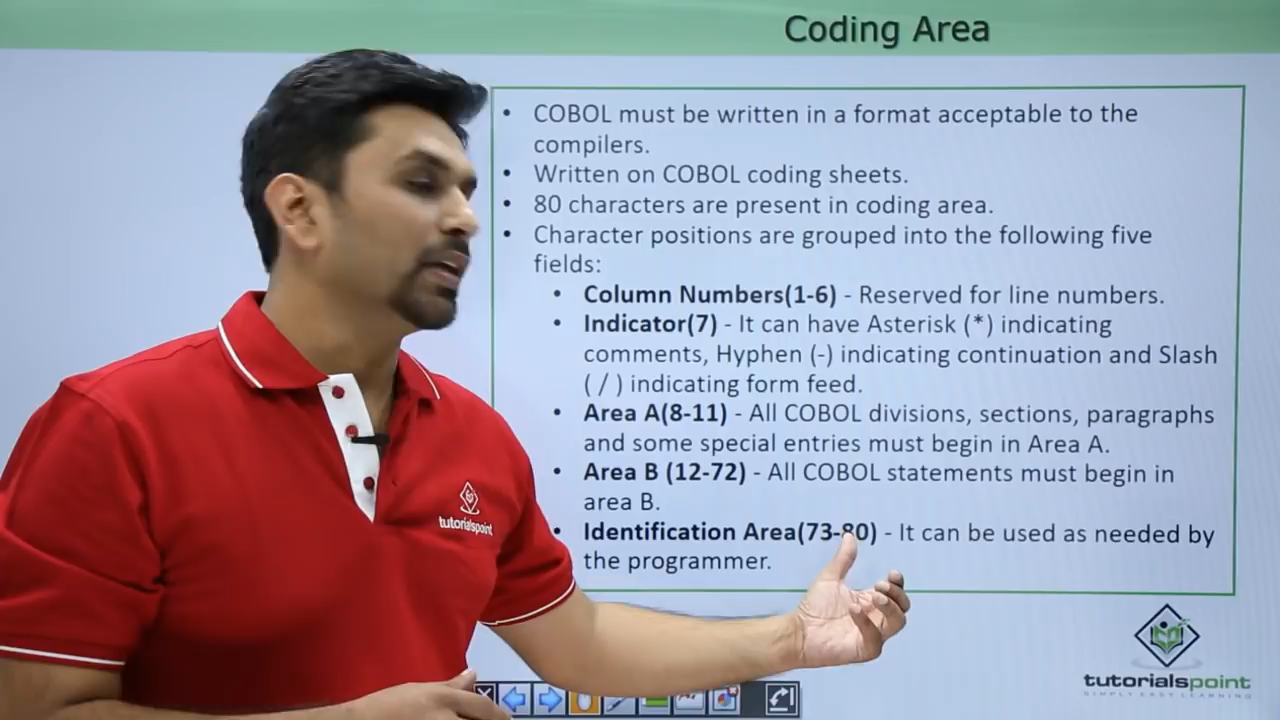 Coding Area
• COBOL must be written in a format acceptable to the
compilers.
• Written on COBOL coding sheets.
• 80 characters are present in coding area.
• Character positions are grouped into the following five
fields:
• Column Numbers(1-6) - Reserved for line numbers.
• Indicator(7) - It can have Asterisk (*) indicating
comments, Hyphen (-) indicating continuation and Slash
( / ) indicating form feed.
• Area A(8-11) - All COBOL divisions, sections, paragraphs
and some special entries must begin in Area A.
• Area B (12-72) - All COBOL statements must begin in
area B.
• Identification Area(73-80) - It can be used as needed by
the programmer.
tutorialspoint
tutorialspoint
SIMPLY EASY LEARNING